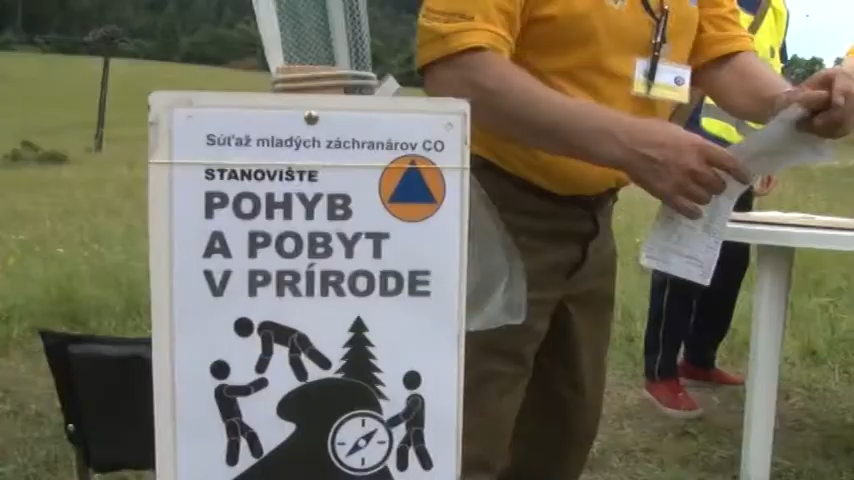 Súťaž mladých záchranárov CO
STANOVIŠTE
POHYB
A POBYT
V PRÍRODE